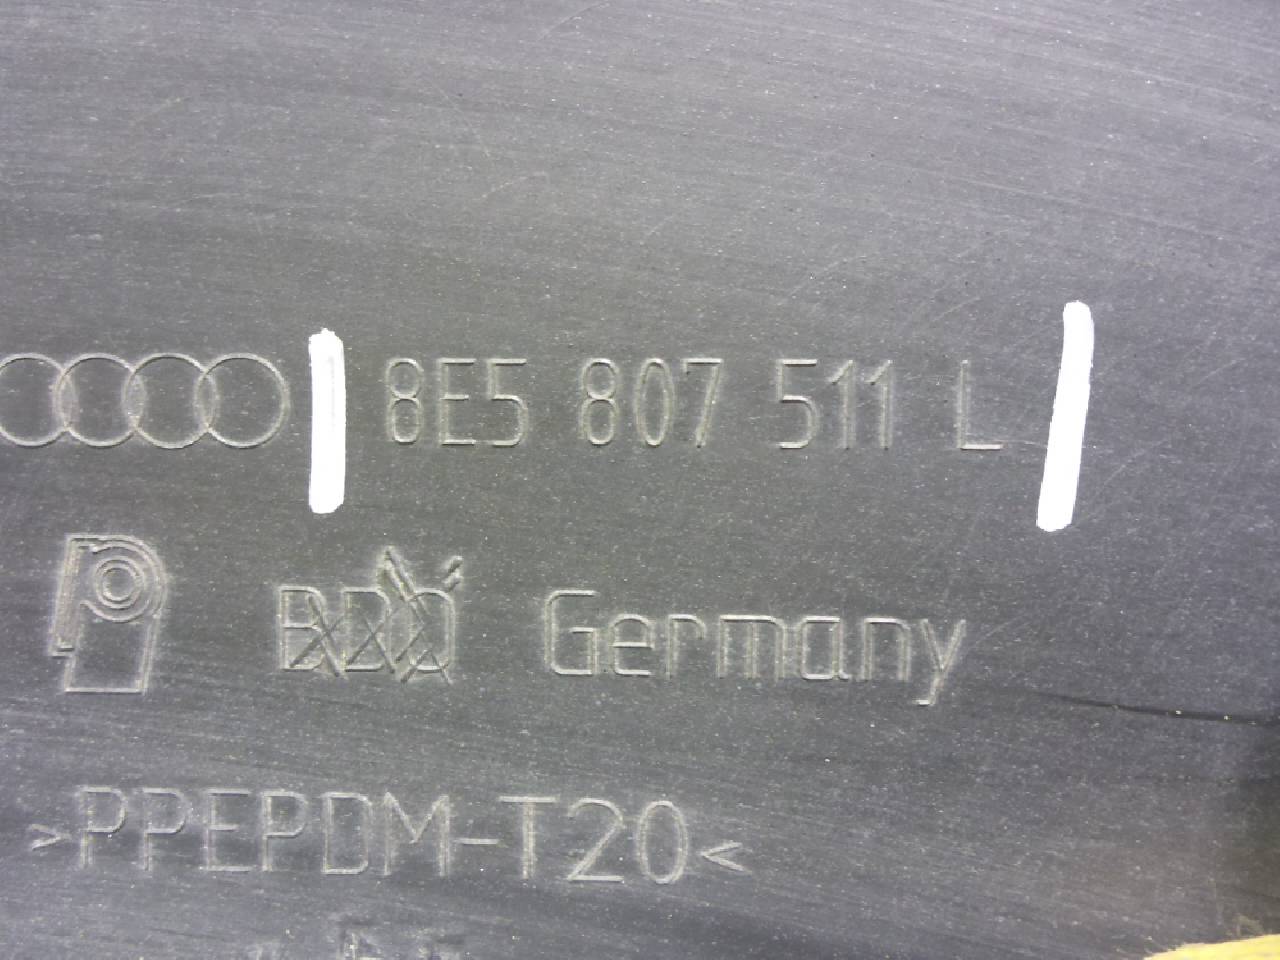 8E5 807 511 L
Germany
>PPEPDM-T20<